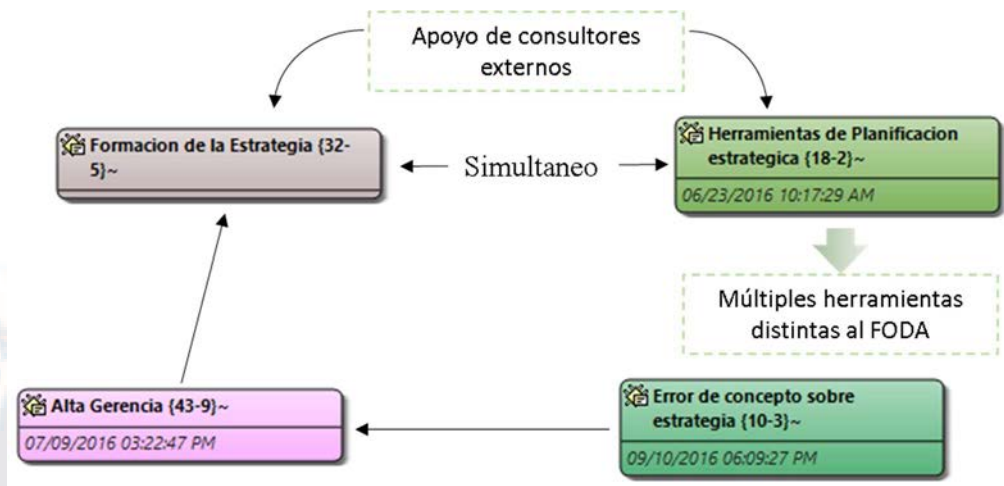 Apoyo de consultores
externos
Formacion de la Estrategia {32-
5}~
Simultaneo
Herramientas de Planificacion
estrategica {18-2}~
06/23/2016 10:17:29 AM
Múltiples herramientas
distintas al FODA
Alta Gerencia {43-9}~
07/09/2016 03:22:47 PM
Error de concepto sobre
estrategia {10-3}~
09/10/2016 06:09:27 PM